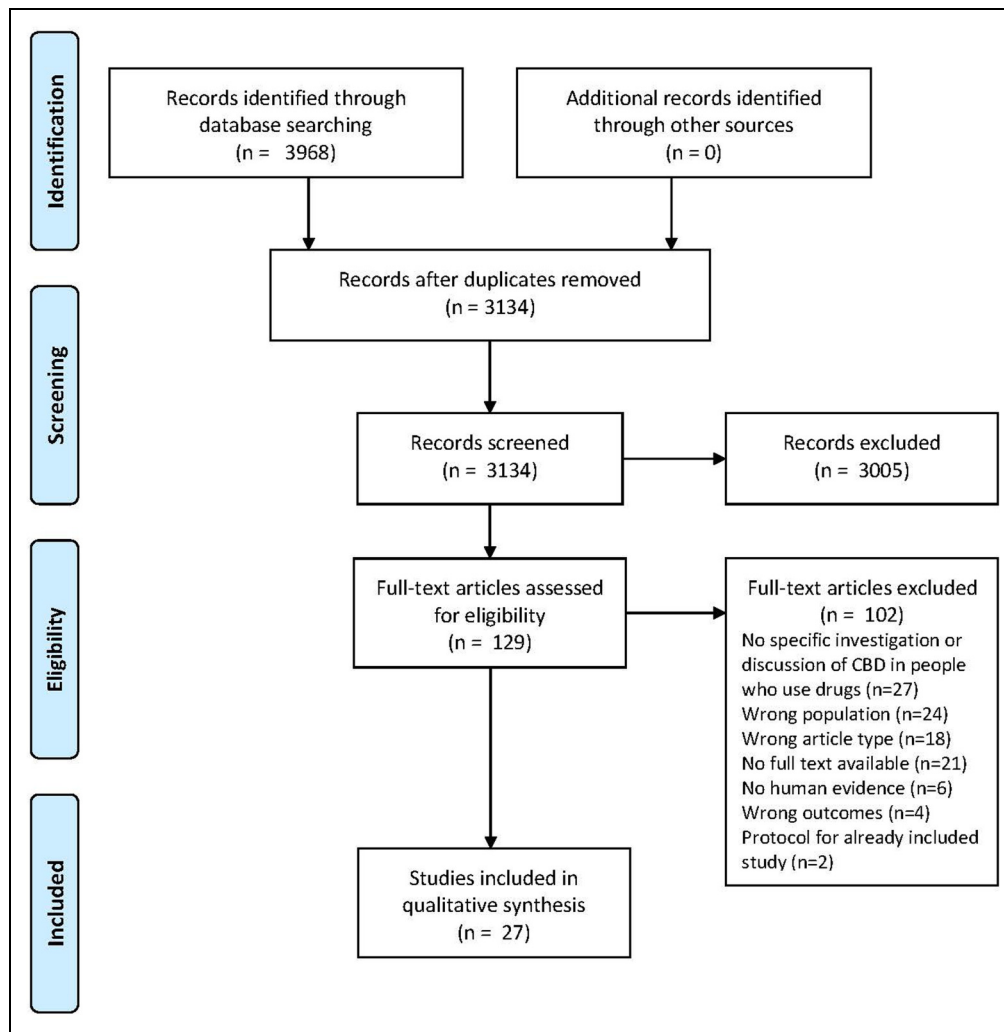 Identification
Records identified through
database searching
(n = 3968)
Additional records identified
through other sources
(n = 0)
Records after duplicates removed
(n = 3134)
Screening
Records screened
(n = 3134)
Records excluded
(n = 3005)
Eligibility
Full-text articles assessed
for eligibility
(n = 129)
Full-text articles excluded
(n = 102)
No specific investigation or
discussion of CBD in people
who use drugs (n=27)
Wrong population (n=24)
Wrong article type (n=18)
No full text available (n=21)
No human evidence (n=6)
Wrong outcomes (n=4)
Protocol for already included
study (n=2)
Included
Studies included in
qualitative synthesis
(n = 27)